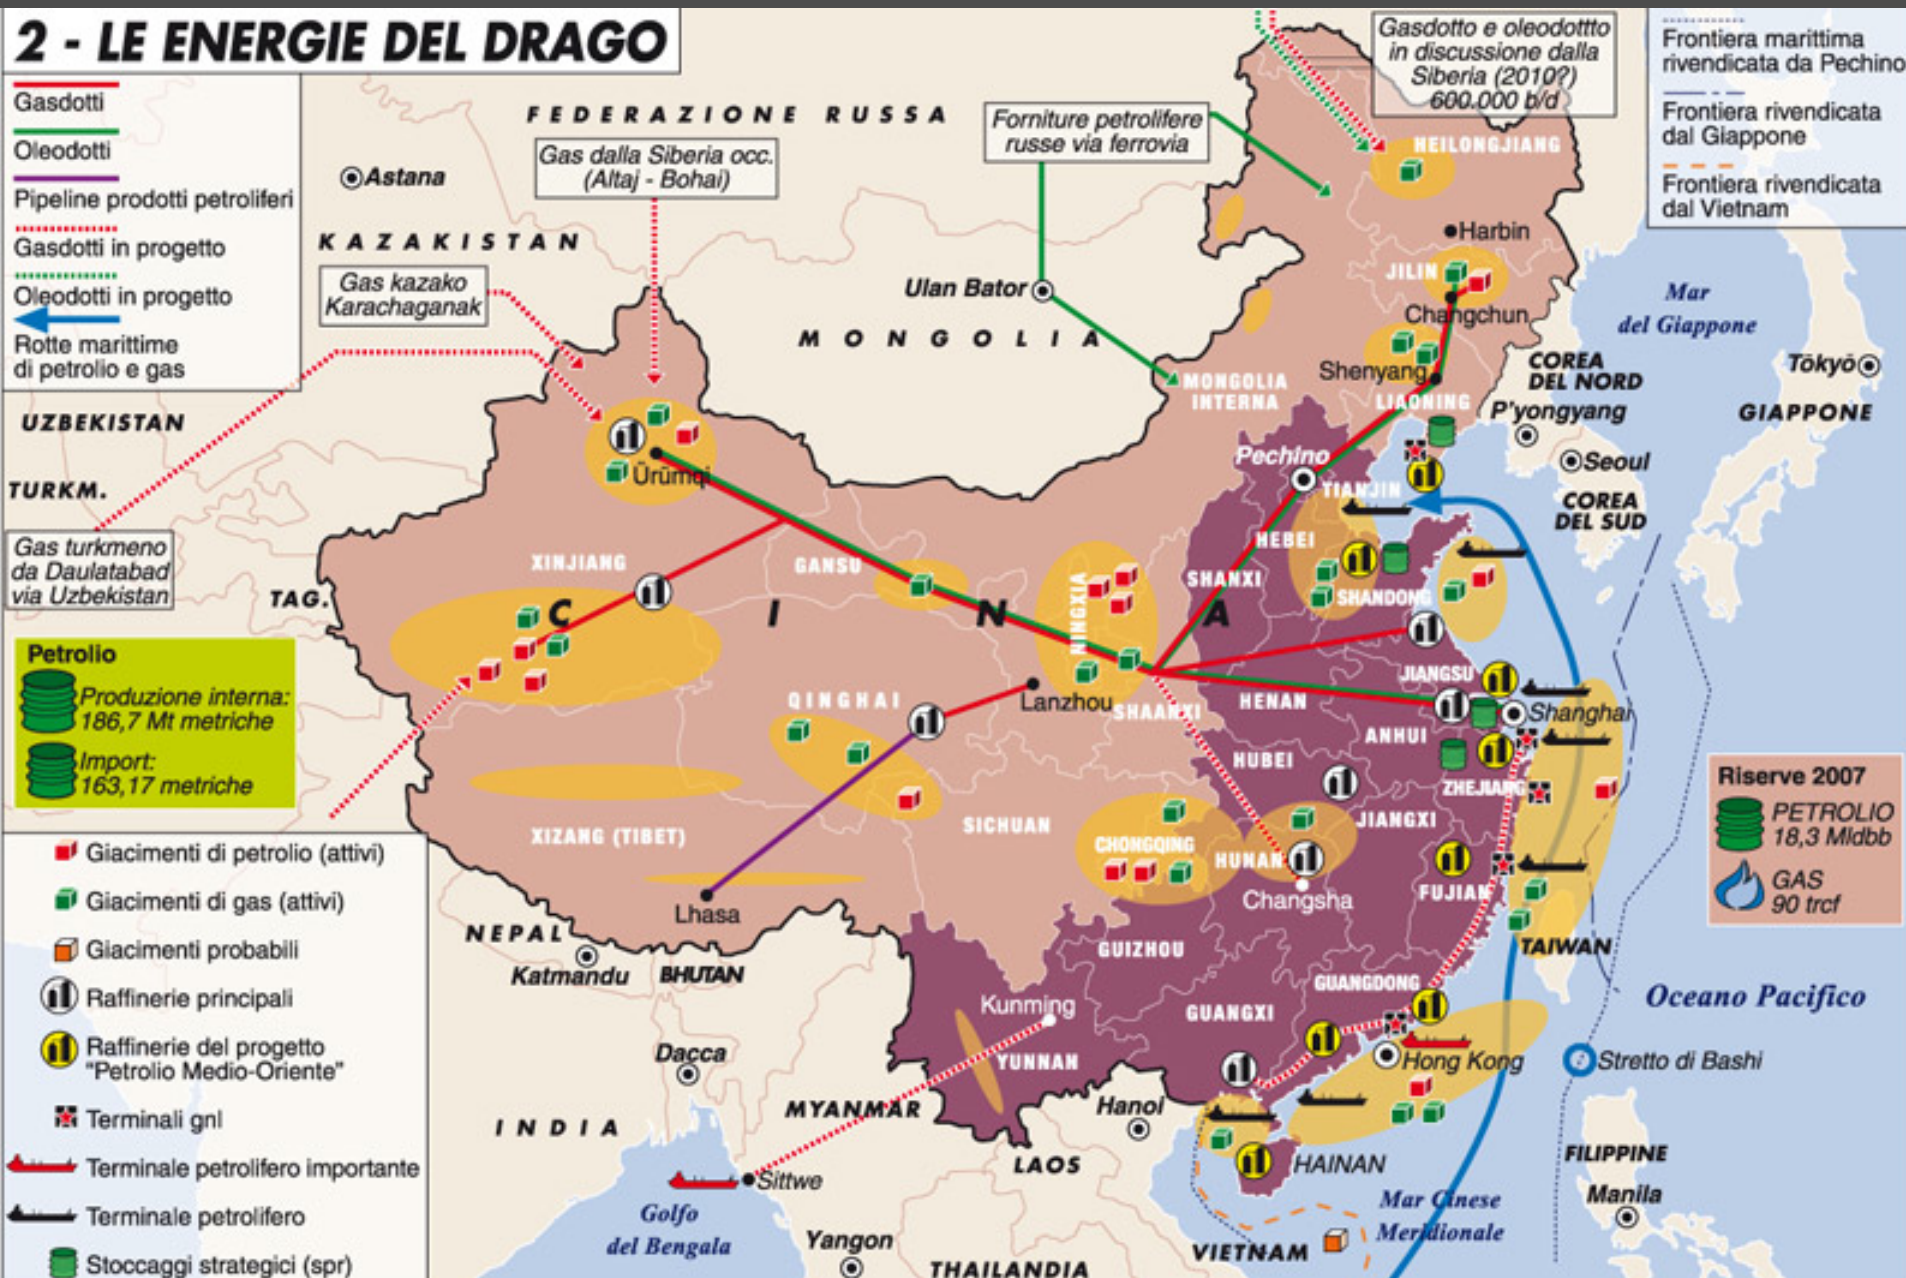 2 - LE ENERGIE DEL DRAGO
Gasdotti
Oleodotti
Pipeline prodotti petroliferi
Gasdotti in progetto
Oleodotti in progetto
Rotte marittime
di petrolio e gas
FEDERAZIONE RUSSA
Gas dalla Siberia occ.
(Altaj - Bohai)
Forniture petrolifere
russe via ferrovia
Gasdotto e oleodottto
in discussione dalla
Siberia (2010?)
600.000 b/d
Frontiera marittima
rivendicata da Pechino
Frontiera rivendicata
dal Giappone
Frontiera rivendicata
dal Vietnam
Astana
KAZAKISTAN
Gas kazako
Karachaganak
Ulan Bator
MONGOLIA
HEILONGJIANG
Harbin
JILIN
Changchun
Shenyang
LIAONING
MONGOLIA
INTERNA
Mar
del Giappone
COREA
DEL NORD
P'yongyang
Tōkyō
GIAPPONE
Seoul
COREA
DEL SUD
UZBEKISTAN
TURKM.
Gas turkmeno
da Daulatabad
via Uzbekistan
TAG.
Ürümqi
XINJIANG
GANSU
CINA
NINGXIA
Pechino
TIANJIN
HEBEI
SHANXI
SHANDONG
Petrolio
Produzione interna:
186,7 Mt metriche
Import:
163,17 metriche
QINGHAI
Lanzhou
SHAANXI
HENAN
JIANGSU
Shanghai
ANHUI
HUBEI
ZHEJIANG
JIANGXI
XIZANG (TIBET)
SICHUAN
CHONGQING
HUNAN
Changsha
FUJIAN
Lhasa
Riserve 2007
PETROLIO
18,3 Mldbb
GAS
90 trcf
Giacimenti di petrolio (attivi)
Giacimenti di gas (attivi)
Giacimenti probabili
Raffinerie principali
Raffinerie del progetto
"Petrolio Medio-Oriente"
Terminali gnl
Terminale petrolifero importante
Terminale petrolifero
Stoccaggi strategici (spr)
NEPAL
Katmandu
BHUTAN
GUIZHOU
TAIWAN
Kunming
GUANGXI
GUANGDONG
Oceano Pacifico
YUNNAN
Dacca
Hong Kong
Stretto di Bashi
INDIA
MYANMAR
Hanoi
LAOS
HAINAN
FILIPPINE
Manila
Sittwe
Golfo
del Bengala
Mar Cinese
Meridionale
Yangon
THAILANDIA
VIETNAM